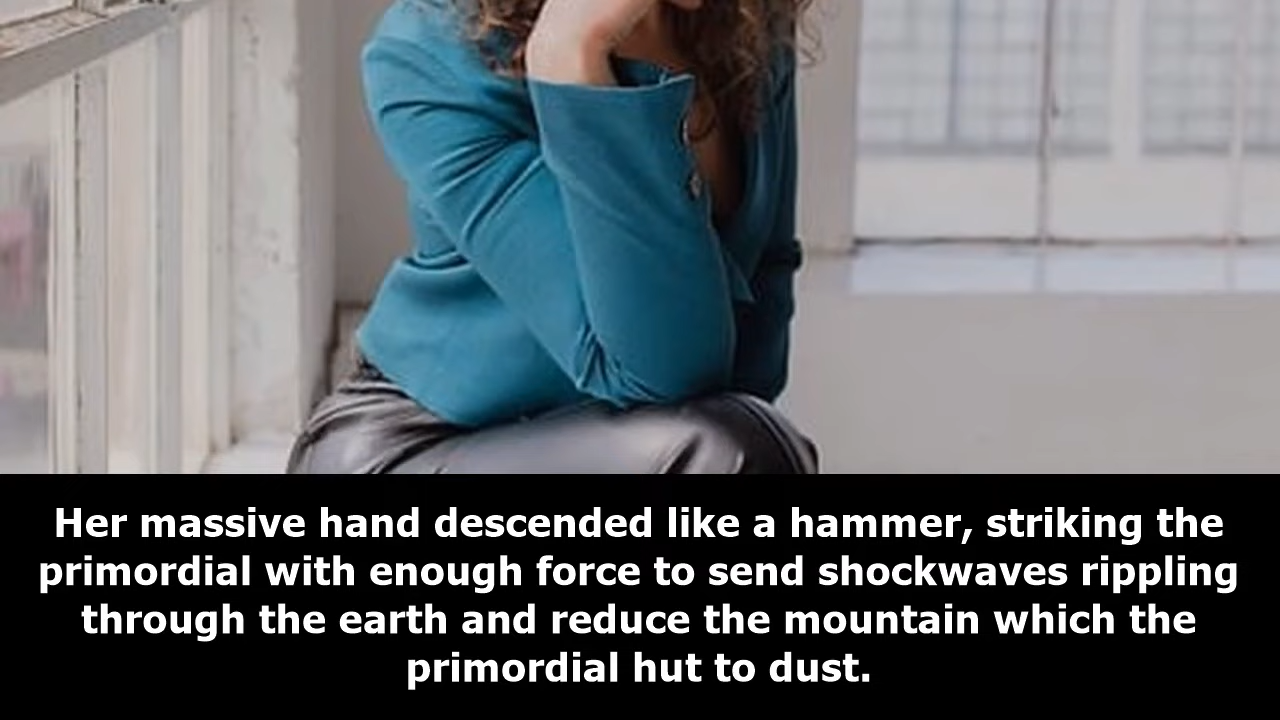 Her massive hand descended like a hammer, striking the
primordial with enough force to send shockwaves rippling
through the earth and reduce the mountain which the
primordial hut to dust.